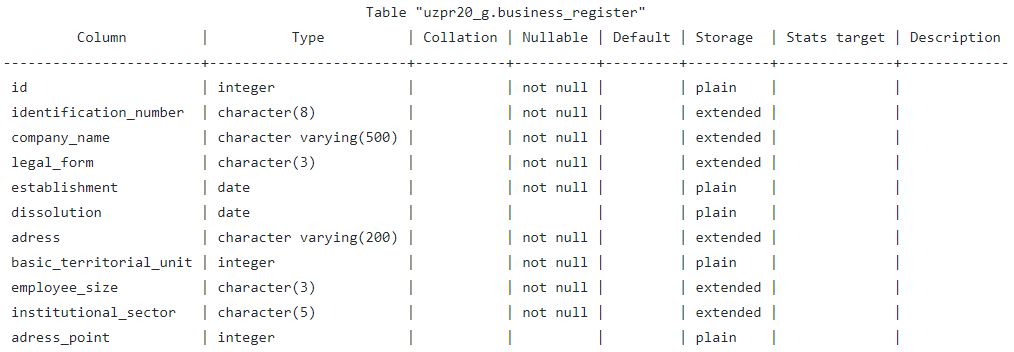 Table "uzpr20_g.business_register"
Column | Type | Collation | Nullable | Default | Storage | Stats target | Description
----------------------+------------------------+-----------+----------+---------+----------+--------------+-------------
id | integer | | not null | | plain | |
identification_number | character(8) | | not null | | extended | |
company_name | character varying(500) | | not null | | extended | |
legal_form | character(3) | | not null | | extended | |
establishment | date | | not null | | plain | |
dissolution | date | | | | plain | |
adress | character varying(200) | | not null | | extended | |
basic_territorial_unit | integer | | not null | | plain | |
employee_size | character(3) | | not null | | extended | |
institutional_sector | character(5) | | not null | | extended | |
adress_point | integer | | | | plain | |